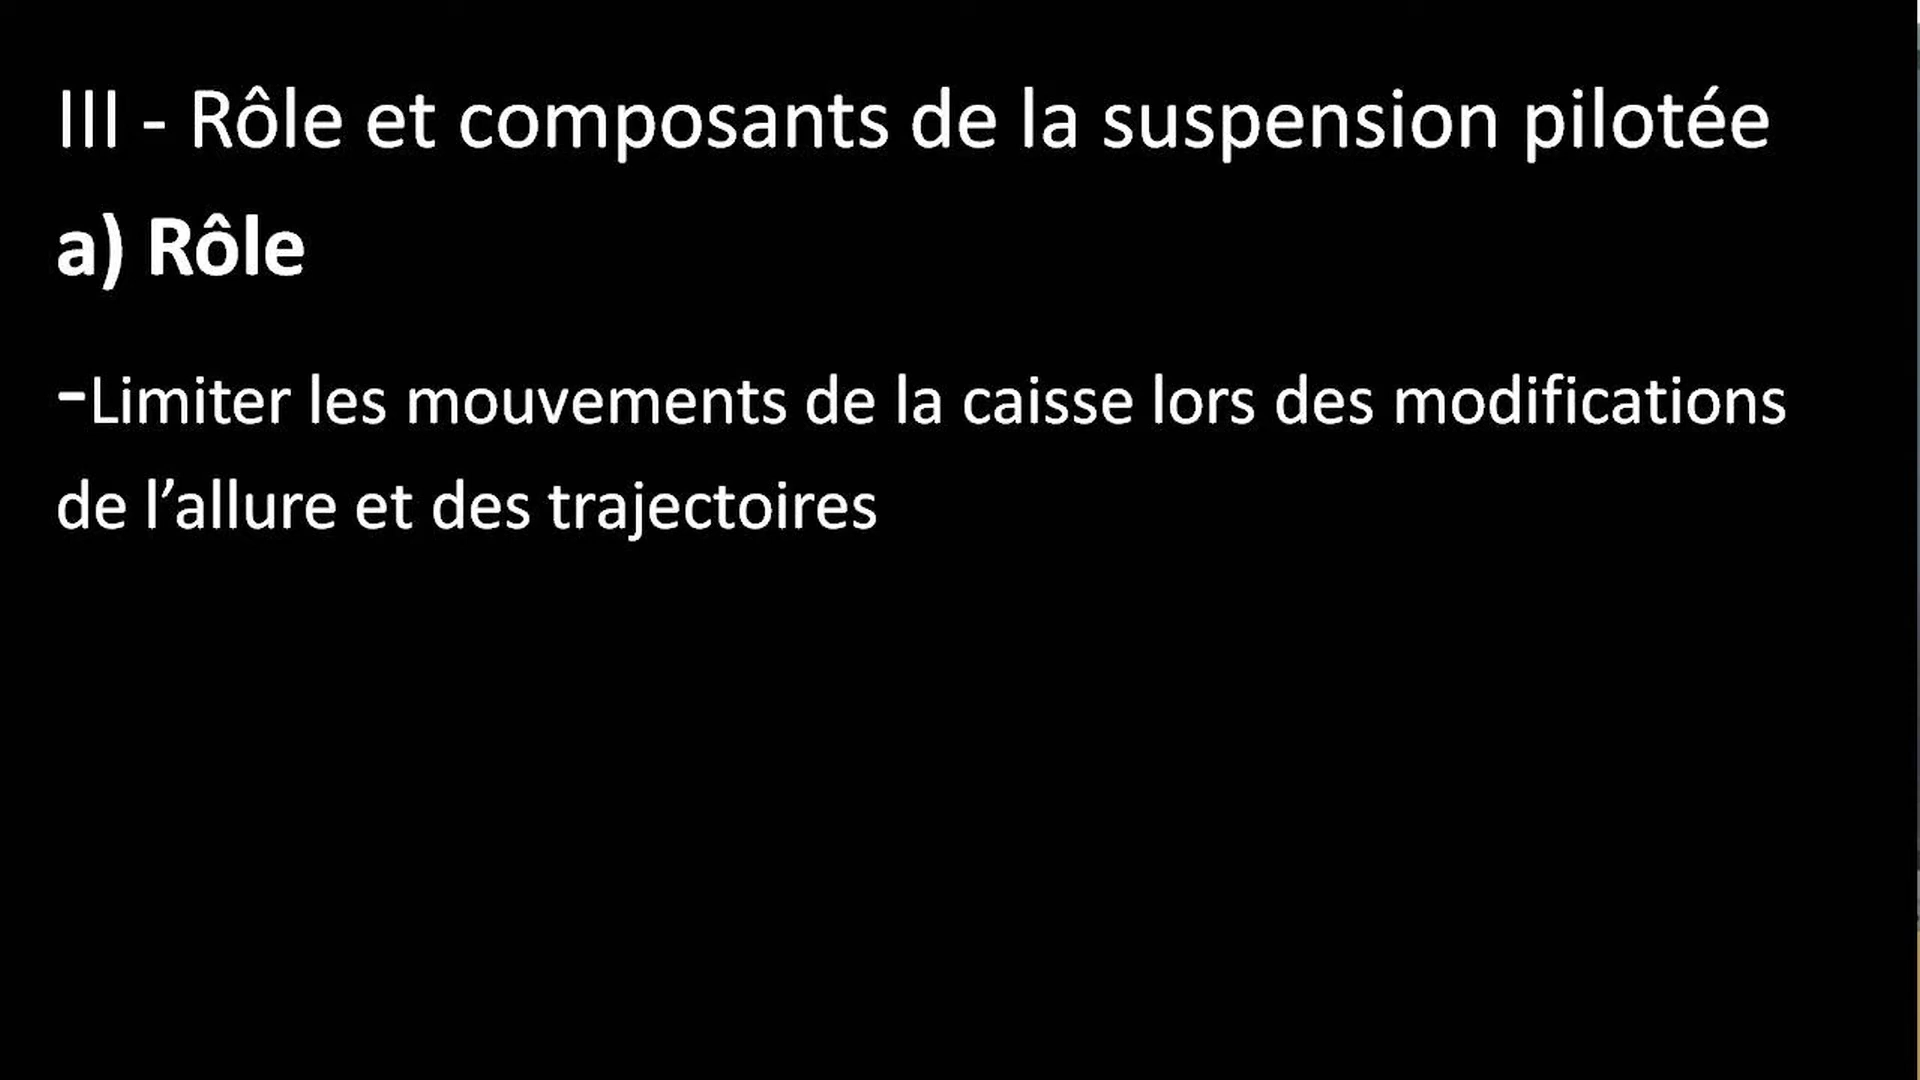 III - Rôle et composants de la suspension pilotée
a) Rôle
-Limiter les mouvements de la caisse lors des modifications
de l’allure et des trajectoires